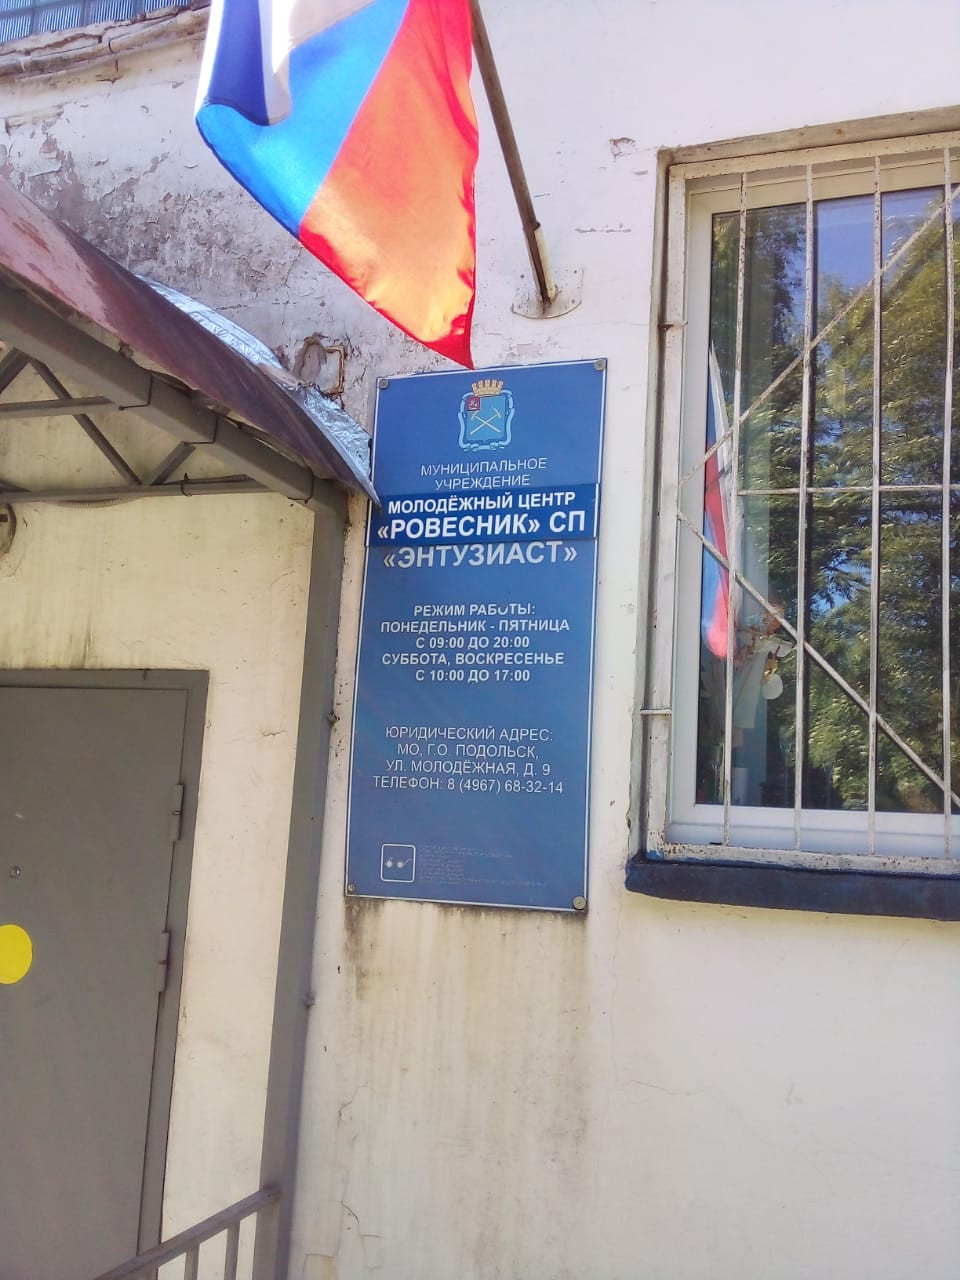 МУНИЦИПАЛЬНОЕ
УЧРЕЖДЕНИЕ
МОЛОДЁЖНЫЙ ЦЕНТР
«РОВЕСНИК» СП
«ЭНТУЗИАСТ»
РЕЖИМ РАБОТЫ:
ПОНЕДЕЛЬНИК - ПЯТНИЦА
С 09:00 ДО 20:00
СУББОТА, ВОСКРЕСЕНЬЕ
С 10:00 ДО 17:00
ЮРИДИЧЕСКИЙ АДРЕС:
МО, Г.О. ПОДОЛЬСК,
УЛ. МОЛОДЁЖНАЯ, Д. 9
ТЕЛЕФОН: 8 (4967) 68-32-14